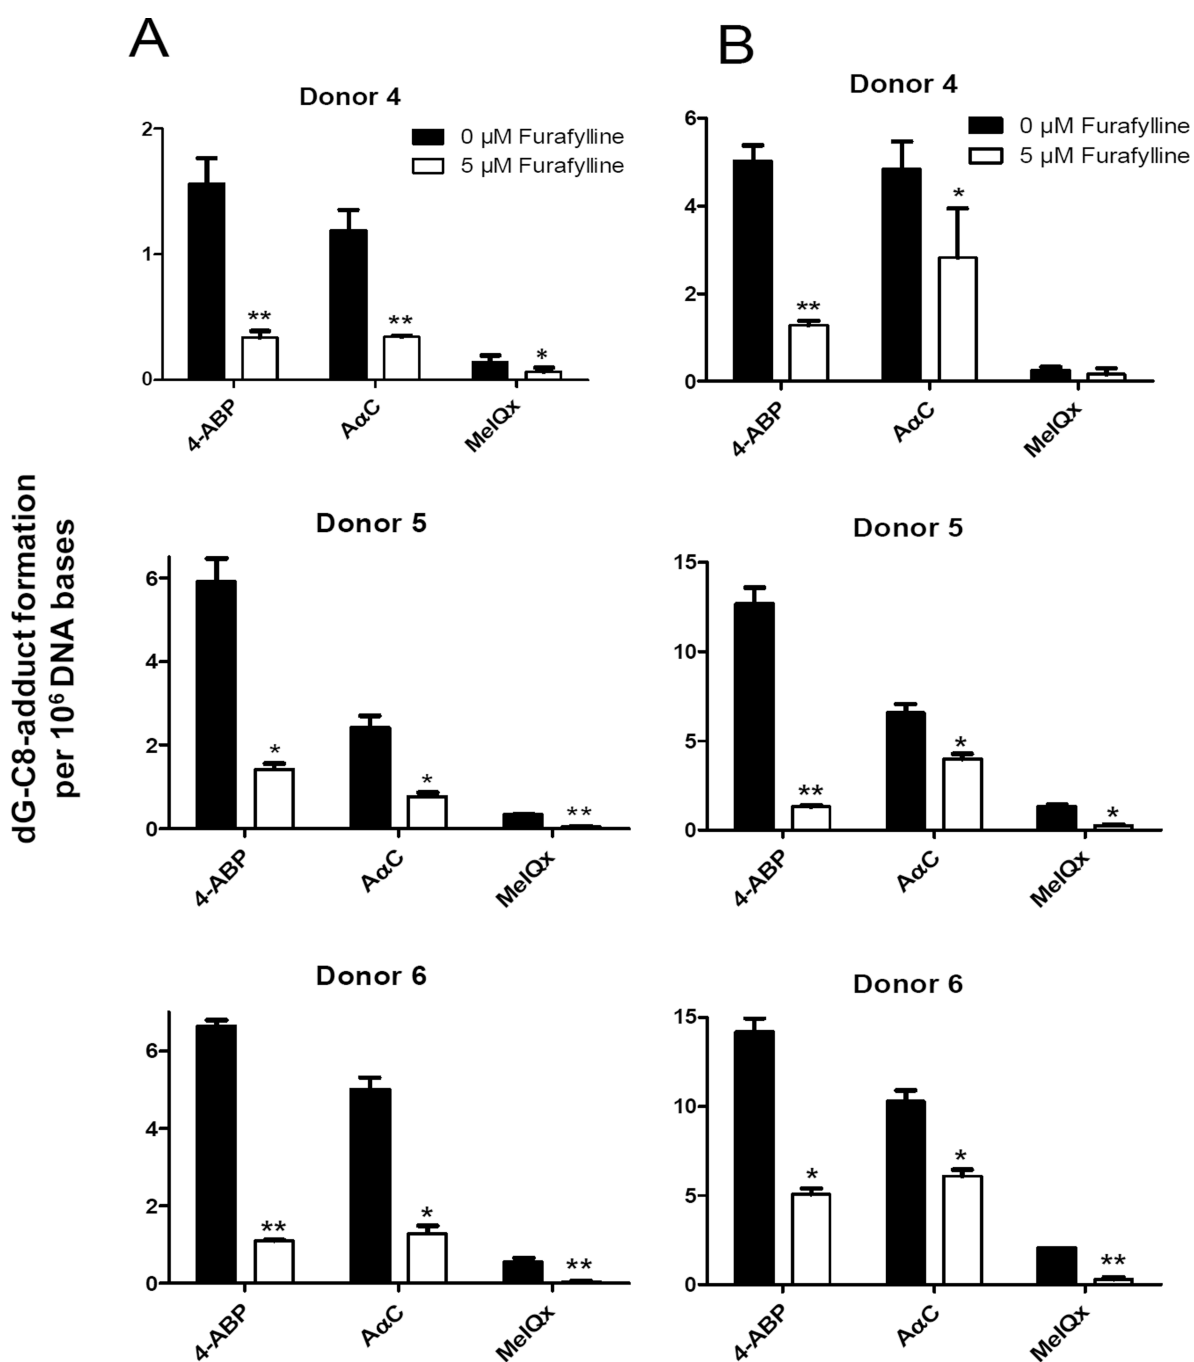 A
B
dG-C8-adduct formation
per 10⁶ DNA bases
Donor 4
0 µM Furafylline
5 µM Furafylline
2
1
0
** ** *
4-ABP AαC MeIQx
Donor 4
0 µM Furafylline
5 µM Furafylline
6
4
2
0
** *
4-ABP AαC MeIQx
Donor 5
6
4
2
0
* * **
4-ABP AαC MeIQx
Donor 5
15
10
5
0
** * *
4-ABP AαC MeIQx
Donor 6
6
4
2
0
** * **
4-ABP AαC MeIQx
Donor 6
15
10
5
0
* * **
4-ABP AαC MeIQx